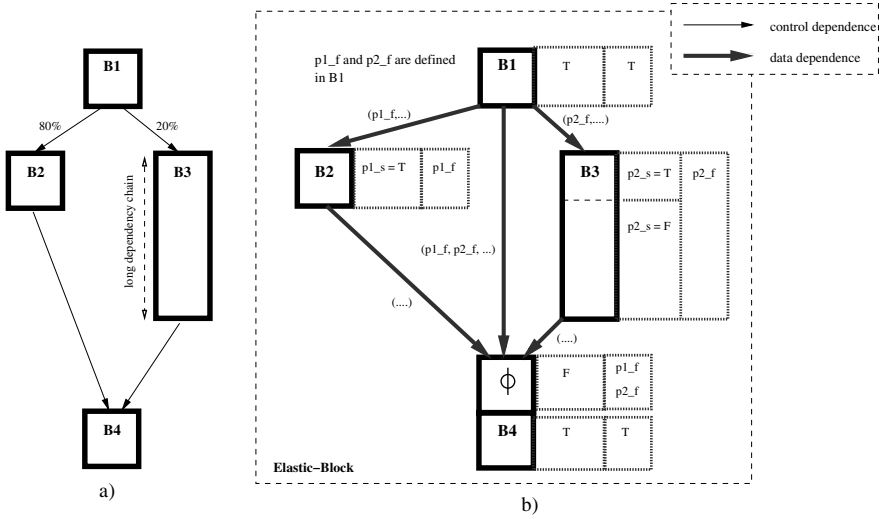 B1
80%
20%
B2
B3
long dependency chain
B4
a)
control dependence
data dependence
p1_f and p2_f are defined
in B1
B1
T
T
(p1_f,...)
(p2_f,....)
B2
p1_s = T
p1_f
B3
p2_s = T
p2_f
p2_s = F
(p1_f, p2_f, ...)
(....)
(....)
ϕ
F
p1_f
p2_f
B4
T
T
Elastic−Block
b)